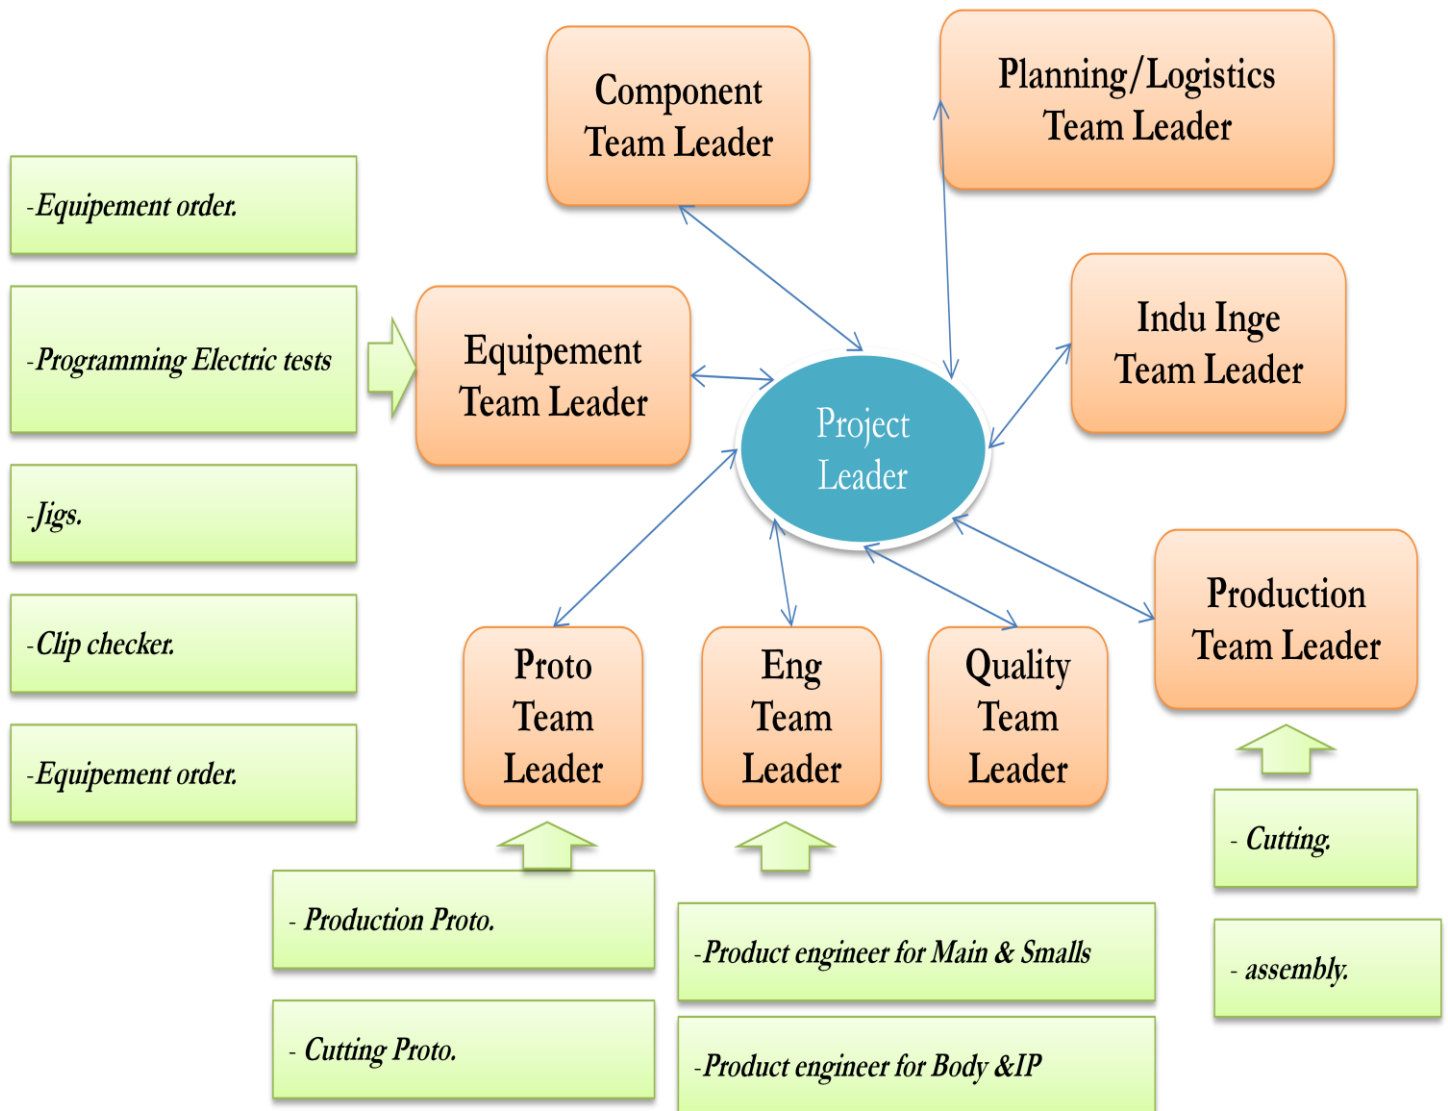 Component
Team Leader
Planning/Logistics
Team Leader
-Equipement order.
-Programming Electric tests
-Jigs.
-Clip checker.
-Equipement order.
Equipement
Team Leader
Indu Inge
Team Leader
Project
Leader
Production
Team Leader
Proto
Team
Leader
Eng
Team
Leader
Quality
Team
Leader
- Production Proto.
- Cutting Proto.
-Product engineer for Main & Smalls
-Product engineer for Body &IP
- Cutting.
- assembly.